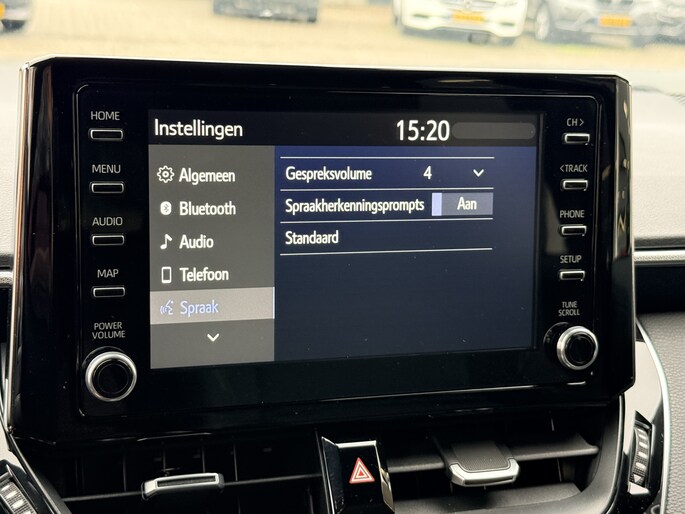 HOME
MENU
AUDIO
MAP
POWER
VOLUME
Instellingen
15:20
Algemeen
Bluetooth
Audio
Telefoon
Spraak
Gespreksvolume 4
Spraakherkenningsprompts Aan
Standaard
CH >
< TRACK
PHONE
SETUP
TUNE
SCROLL